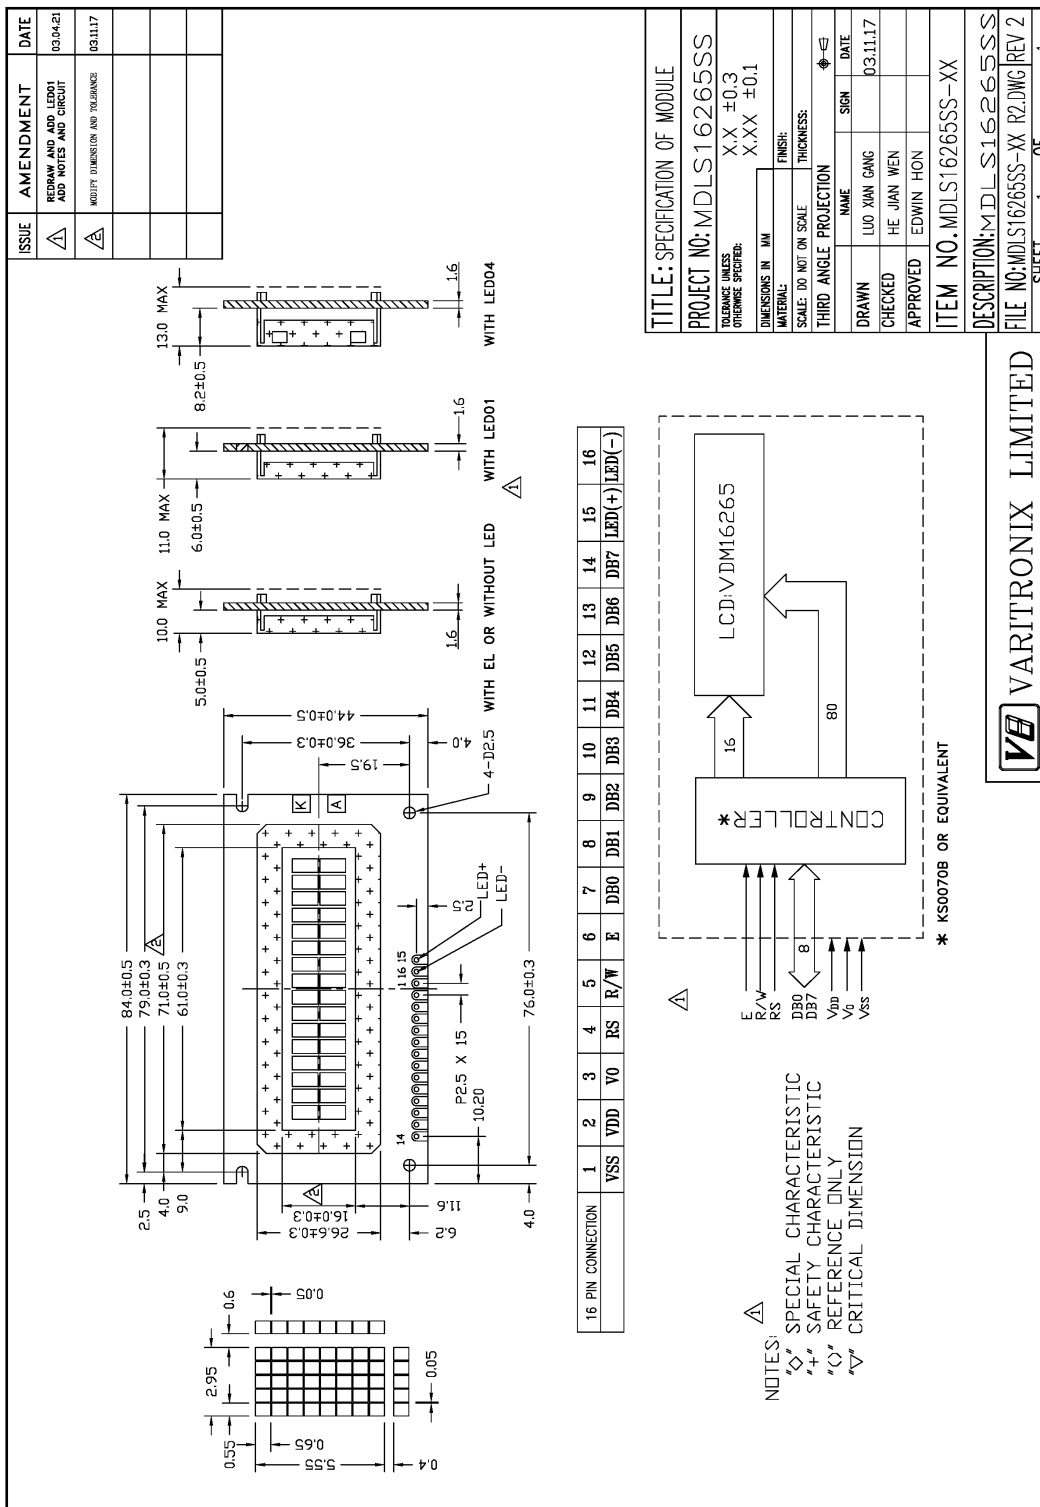 ISSUE AMENDMENT DATE
1 REDRAW AND ADD LED01 03.04.21
ADD NOTES AND CIRCUIT
2 MODIFY DIMENSION AND TOLERANCE 03.11.17
2.95
0.6
0.55
0.05
0.65
5.55
0.4
0.05
84.0±0.5
79.0±0.3
71.0±0.5 2
61.0±0.3
2.5
4.0
9.0
2
16.0±0.3
26.6±0.3
11.6
6.2
4.0
K
A
14
1 16 15
P2.5 X 15
10.20
76.0±0.3
2.5
LED+
LED-
44.0±0.5
36.0±0.3
19.5
4.0
4-D2.5
10.0 MAX
5.0±0.5
1.6
WITH EL OR WITHOUT LED
11.0 MAX
6.0±0.5
1.6
WITH LED01
1
13.0 MAX
8.2±0.5
1.6
WITH LED04
16 PIN CONNECTION 1 2 3 4 5 6 7 8 9 10 11 12 13 14 15 16
VSS VDD VO RS R/W E DB0 DB1 DB2 DB3 DB4 DB5 DB6 DB7 LED(+) LED(-)
1
E
R/W
RS
DB0
DB7
8
VDD
V0
VSS
CONTROLLER*
16
80
LCD:VDM16265
* KS0070B OR EQUIVALENT
NOTES: 1
"◇" SPECIAL CHARACTERISTIC
"+" SAFETY CHARACTERISTIC
"()" REFERENCE ONLY
"▽" CRITICAL DIMENSION
VARITRONIX LIMITED
TITLE: SPECIFICATION OF MODULE
PROJECT NO: MDLS16265SS
TOLERANCE UNLESS X.X ±0.3
OTHERWISE SPECIFIED: X.XX ±0.1
DIMENSIONS IN MM
MATERIAL: FINISH:
SCALE: DO NOT ON SCALE THICKNESS:
THIRD ANGLE PROJECTION
NAME SIGN DATE
DRAWN LUO XIAN GANG 03.11.17
CHECKED HE JIAN WEN
APPROVED EDWIN HON
ITEM NO. MDLS16265SS-XX
DESCRIPTION: MDLS16265SS
FILE NO: MDLS16265SS-XX R2.DWG REV 2
SHEET 1 OF 1